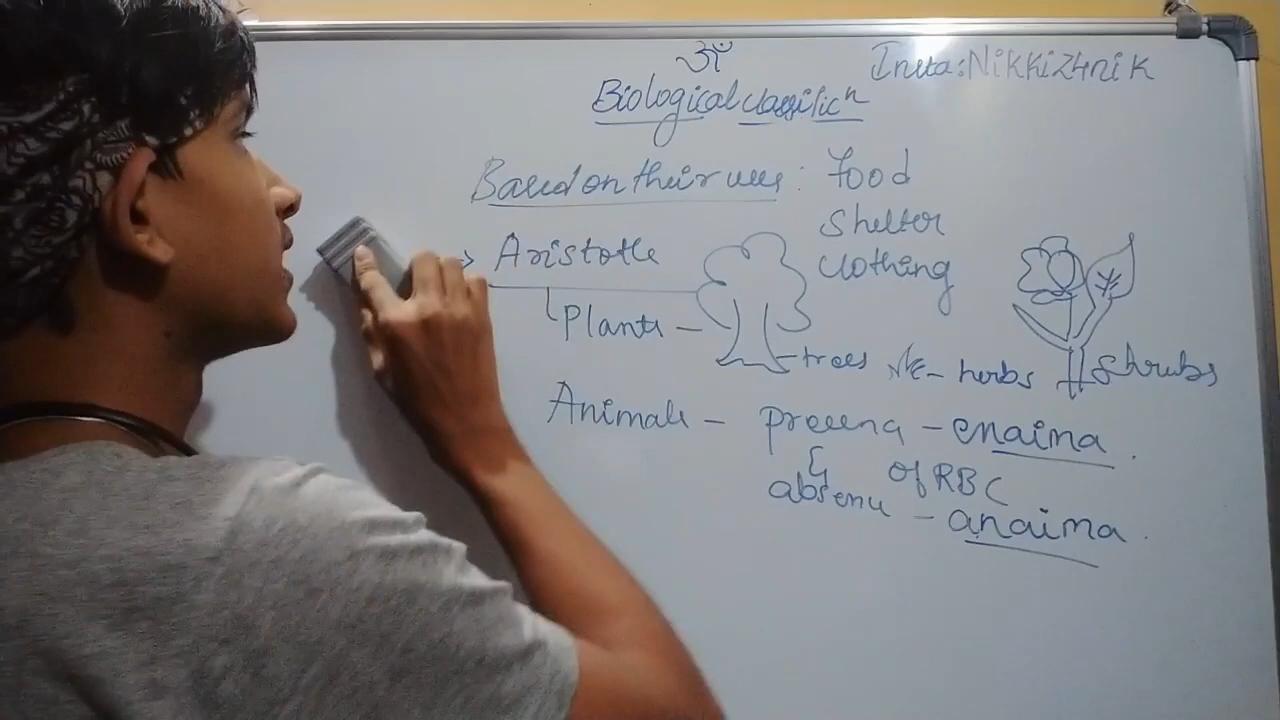 ॐ
Insta: Nikki24nik
Biological classificⁿ
Based on their uses: Food
Shelter
Clothing
→ Aristotle
Plants –
– trees – herbs Shrubs
Animals – presence – enaima
&
of RBC
absence – anaima